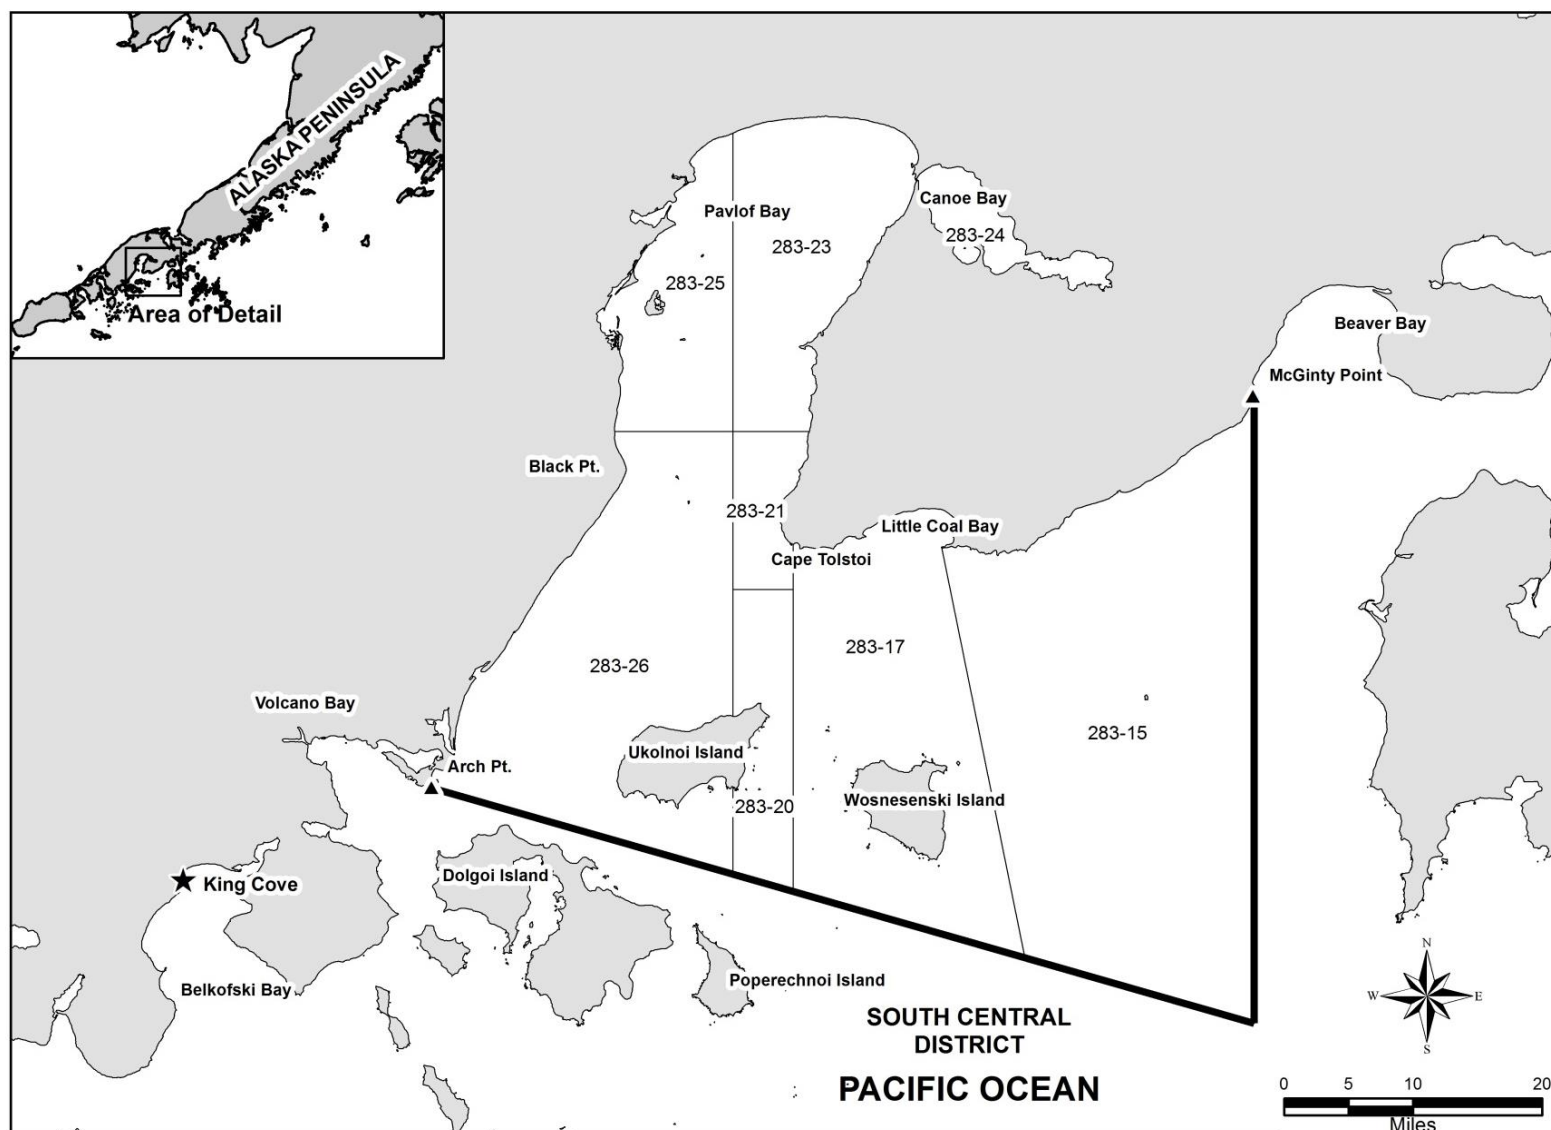 ALASKA PENINSULA
Area of Detail
Pavlof Bay
Canoe Bay
283-24
283-23
283-25
Beaver Bay
McGinty Point
Black Pt.
283-21
Little Coal Bay
Cape Tolstoi
283-17
283-26
Volcano Bay
283-15
Ukolnoi Island
Arch Pt.
283-20
Wosnesenski Island
King Cove
Dolgoi Island
Poperechnoi Island
Belkofski Bay
SOUTH CENTRAL
DISTRICT
PACIFIC OCEAN
N
W
E
S
0 5 10 20
Miles